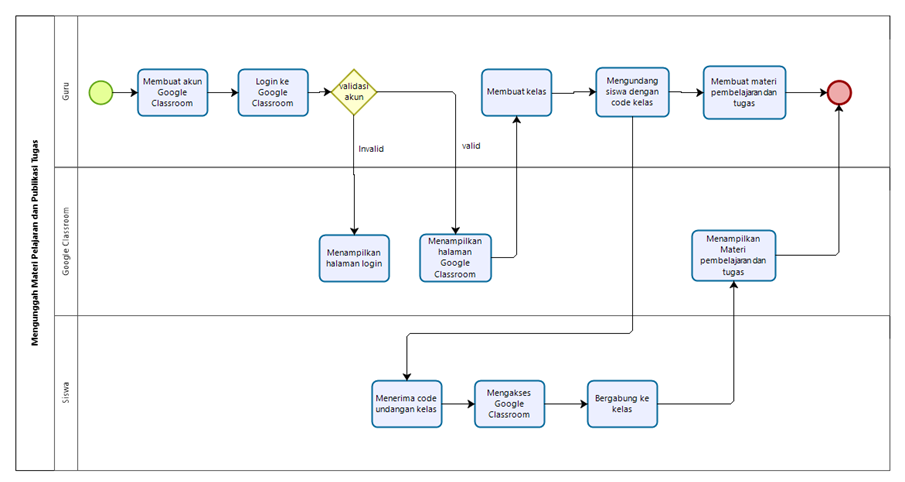 Mengunggah Materi Pelajaran dan Publikasi Tugas
Guru
Membuat akun
Google
Classroom
Login ke
Google
Classroom
validasi
akun
Invalid
valid
Membuat kelas
Mengundang
siswa dengan
code kelas
Membuat materi
pembelajaran dan
tugas
Google Classroom
Menampilkan
halaman login
Menampilkan
halaman
Google
Classroom
Menampilkan
Materi
pembelajaran dan
tugas
Siswa
Menerima code
undangan kelas
Mengakses
Google
Classroom
Bergabung ke
kelas